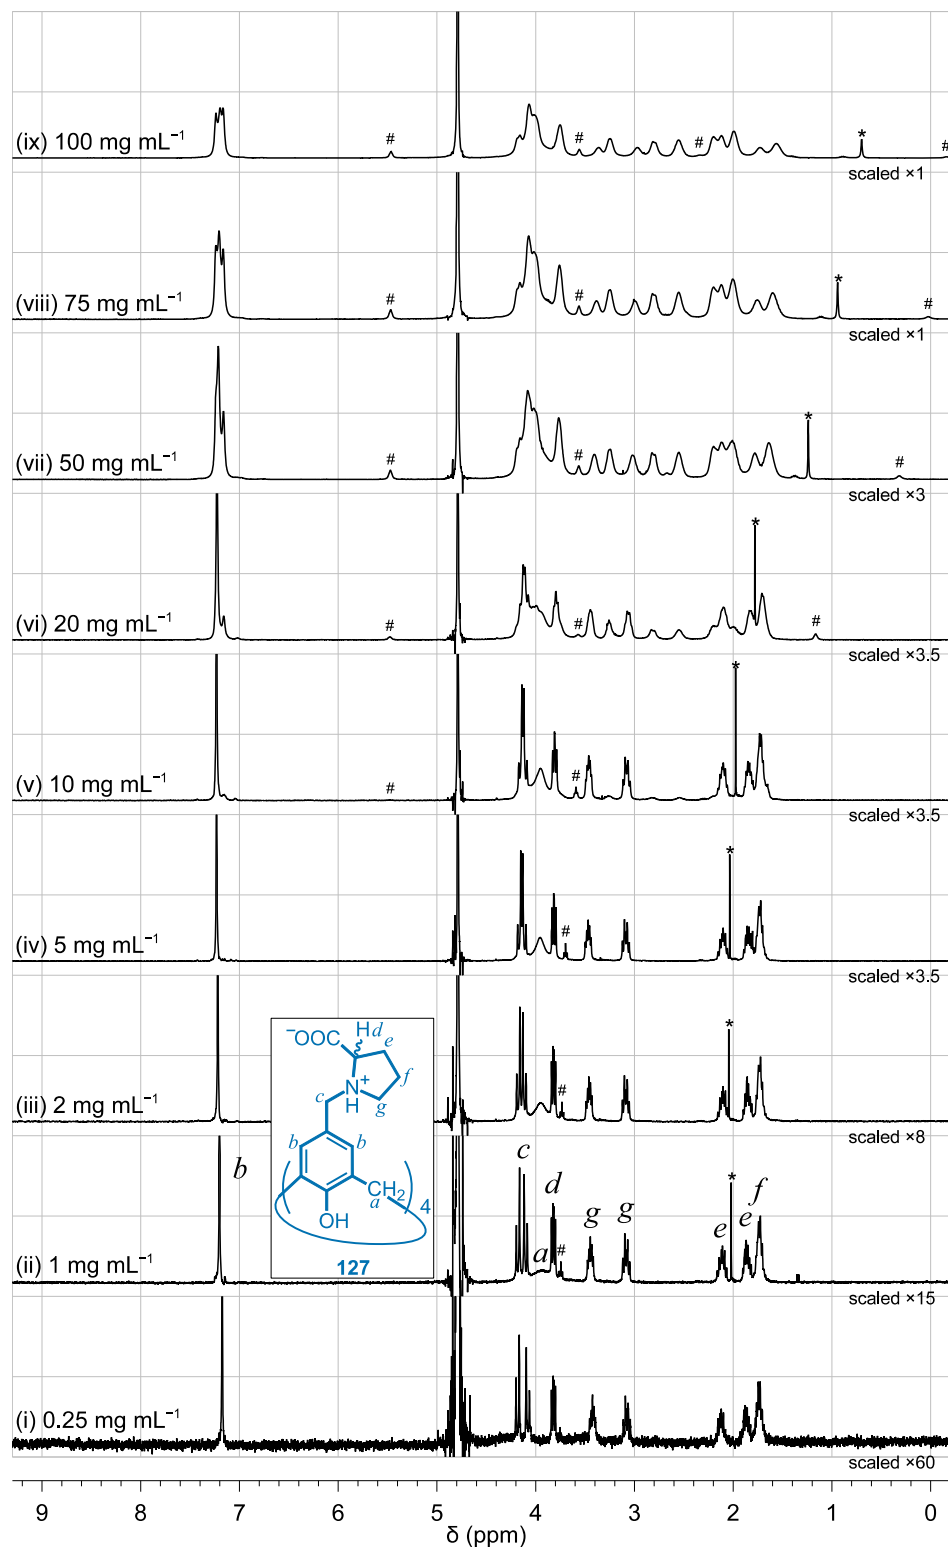 (ix) 100 mg mL⁻¹
# # # * #
scaled ×1
(viii) 75 mg mL⁻¹
# # * #
scaled ×1
(vii) 50 mg mL⁻¹
# # * #
scaled ×3
(vi) 20 mg mL⁻¹
# # * #
scaled ×3.5
(v) 10 mg mL⁻¹
# # *
scaled ×3.5
(iv) 5 mg mL⁻¹
# *
scaled ×3.5
(iii) 2 mg mL⁻¹
# *
scaled ×8
⁻OOC H d
e
f
c N⁺ H g
b b
a CH₂ 4
OH
127
(ii) 1 mg mL⁻¹
b c a d # g g e * e f
scaled ×15
(i) 0.25 mg mL⁻¹
scaled ×60
9 8 7 6 5 4 3 2 1 0
δ (ppm)